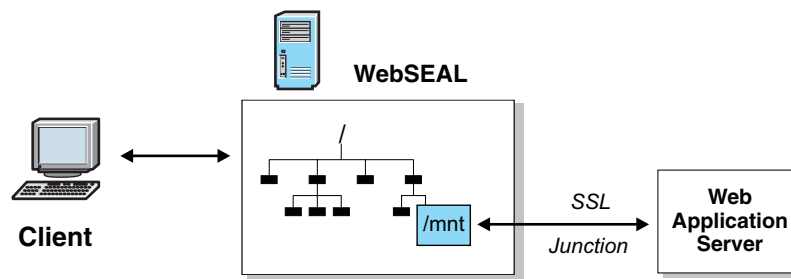 WebSEAL
/
/mnt
Client
SSL
Junction
Web
Application
Server